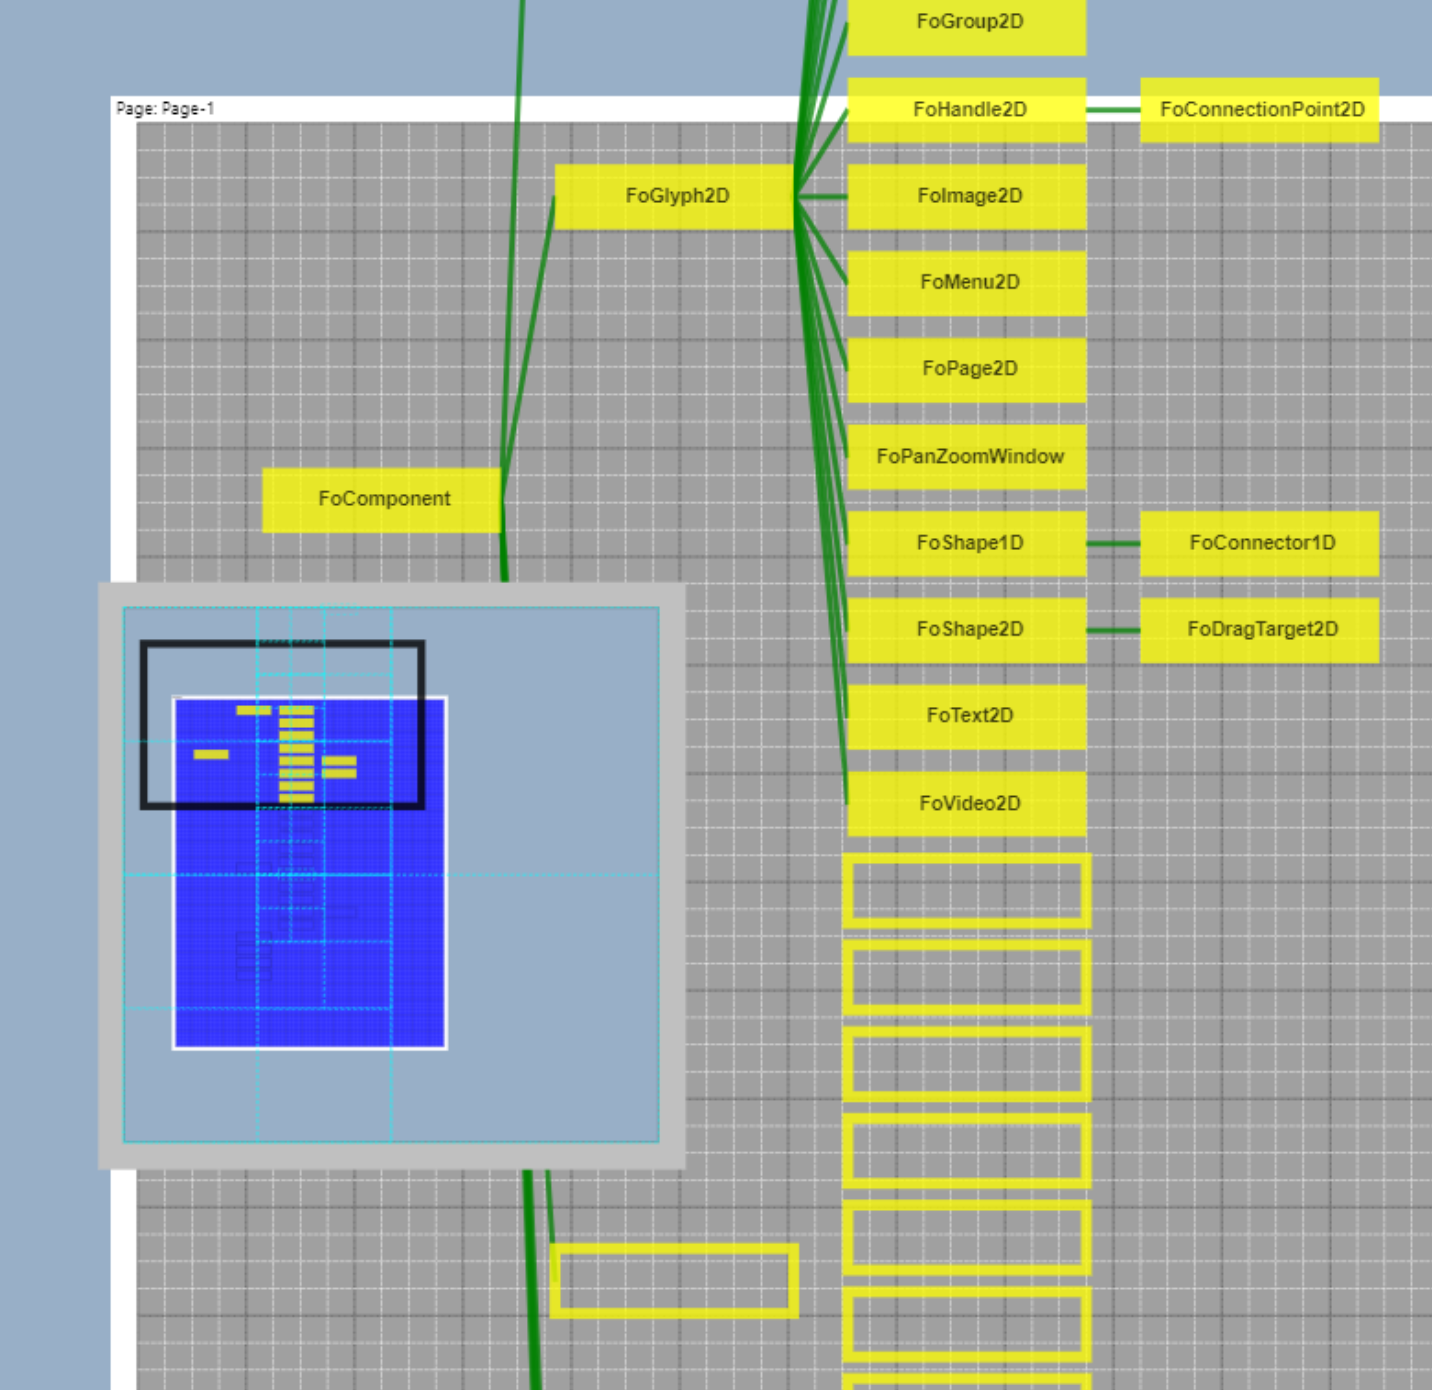 FoGroup2D
Page: Page-1
FoHandle2D
FoConnectionPoint2D
FoGlyph2D
FoImage2D
FoMenu2D
FoPage2D
FoPanZoomWindow
FoComponent
FoShape1D
FoConnector1D
FoShape2D
FoDragTarget2D
FoText2D
FoVideo2D